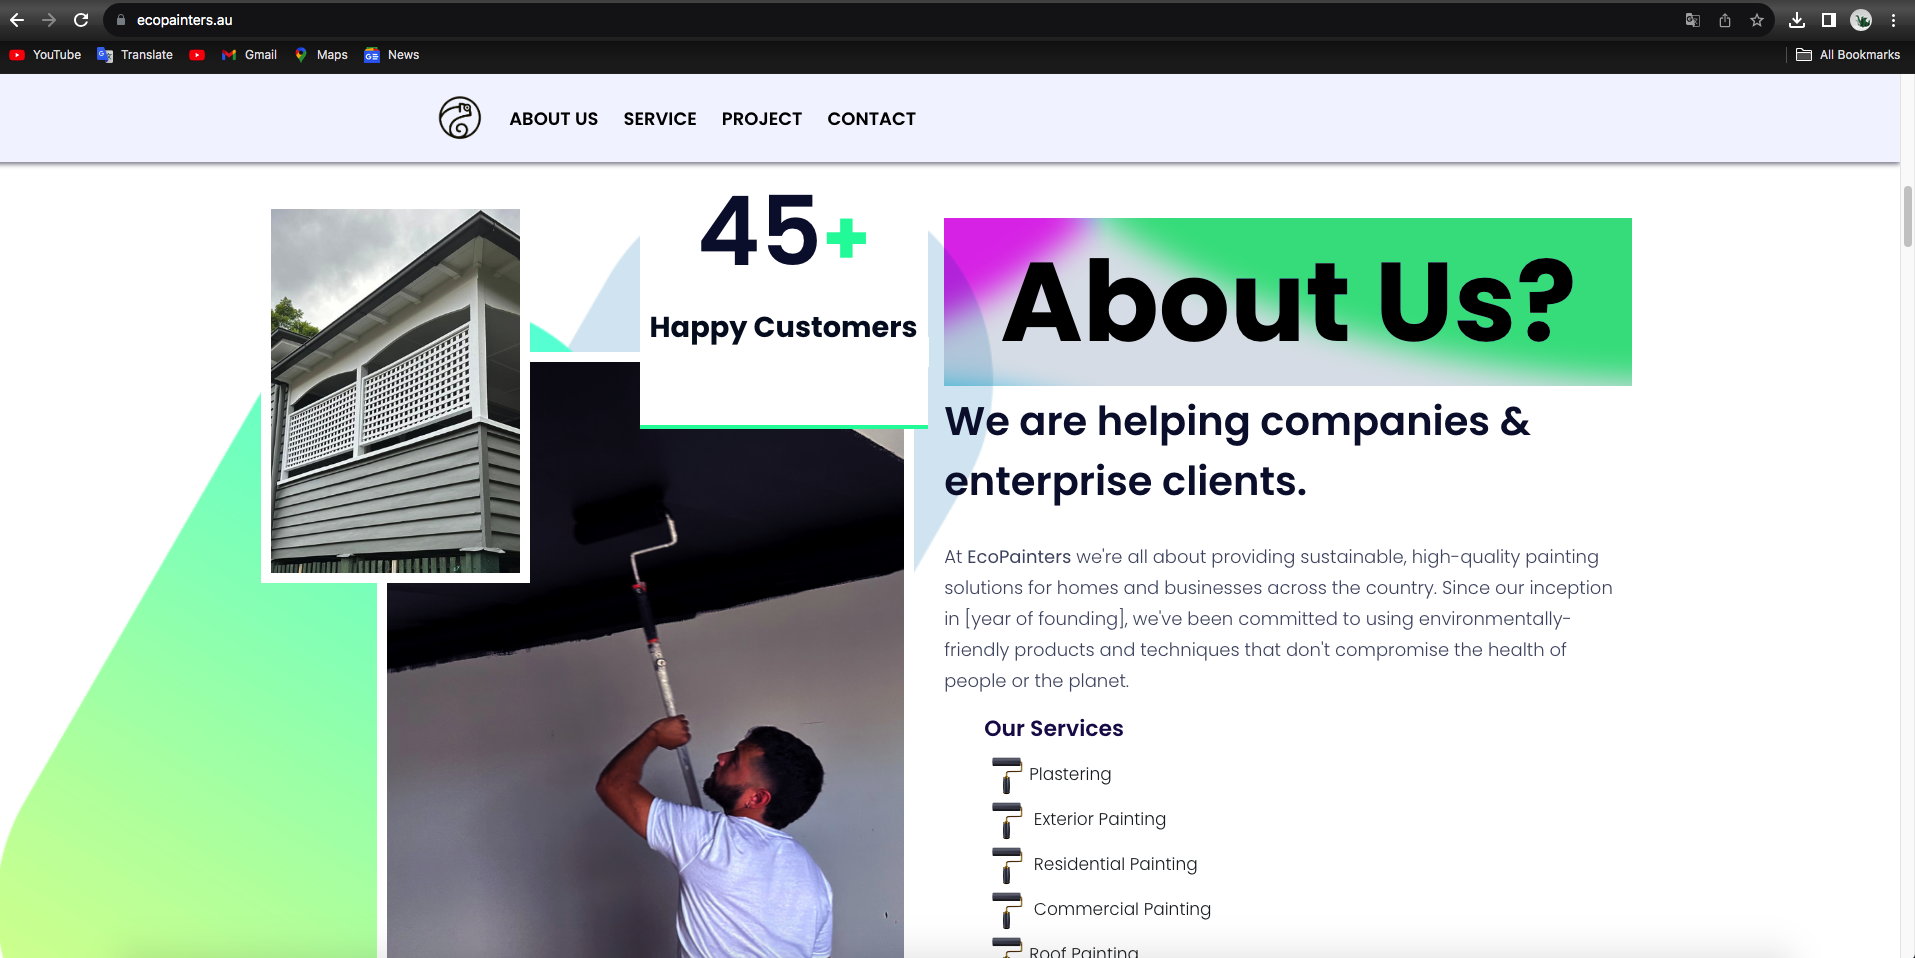 ecopainters.au
YouTube
Translate
Gmail
Maps
News
All Bookmarks
ABOUT US
SERVICE
PROJECT
CONTACT
45+
Happy Customers
About Us?
We are helping companies &
enterprise clients.
At EcoPainters we're all about providing sustainable, high-quality painting
solutions for homes and businesses across the country. Since our inception
in [year of founding], we've been committed to using environmentally-
friendly products and techniques that don't compromise the health of
people or the planet.
Our Services
Plastering
Exterior Painting
Residential Painting
Commercial Painting
Roof Painting